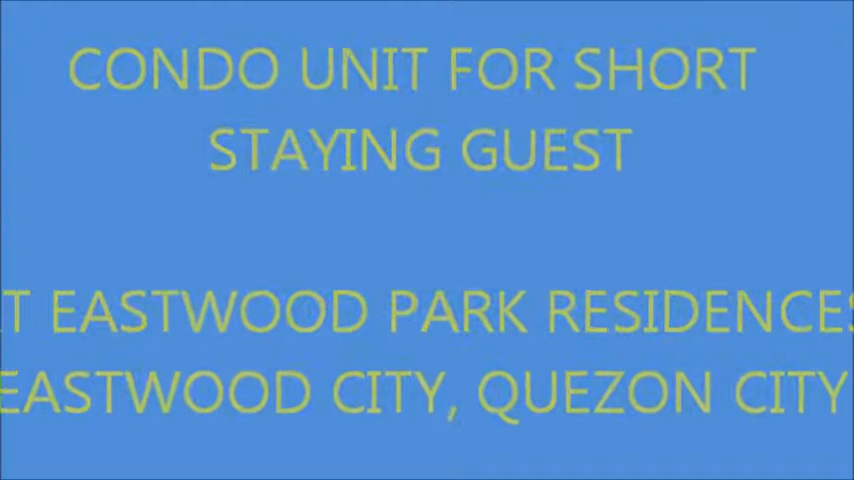 CONDO UNIT FOR SHORT
STAYING GUEST
EASTWOOD PARK RESIDENCES
EASTWOOD CITY, QUEZON CITY